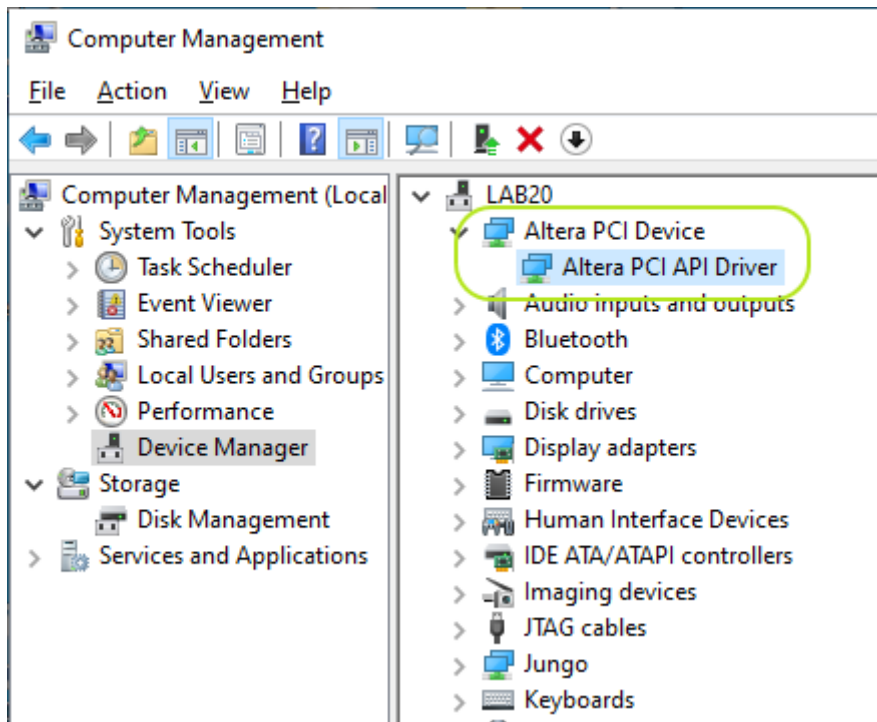 Computer Management
File Action View Help
Computer Management (Local
System Tools
Task Scheduler
Event Viewer
Shared Folders
Local Users and Groups
Performance
Device Manager
Storage
Disk Management
Services and Applications
LAB20
Altera PCI Device
Altera PCI API Driver
Audio inputs and outputs
Bluetooth
Computer
Disk drives
Display adapters
Firmware
Human Interface Devices
IDE ATA/ATAPI controllers
Imaging devices
JTAG cables
Jungo
Keyboards